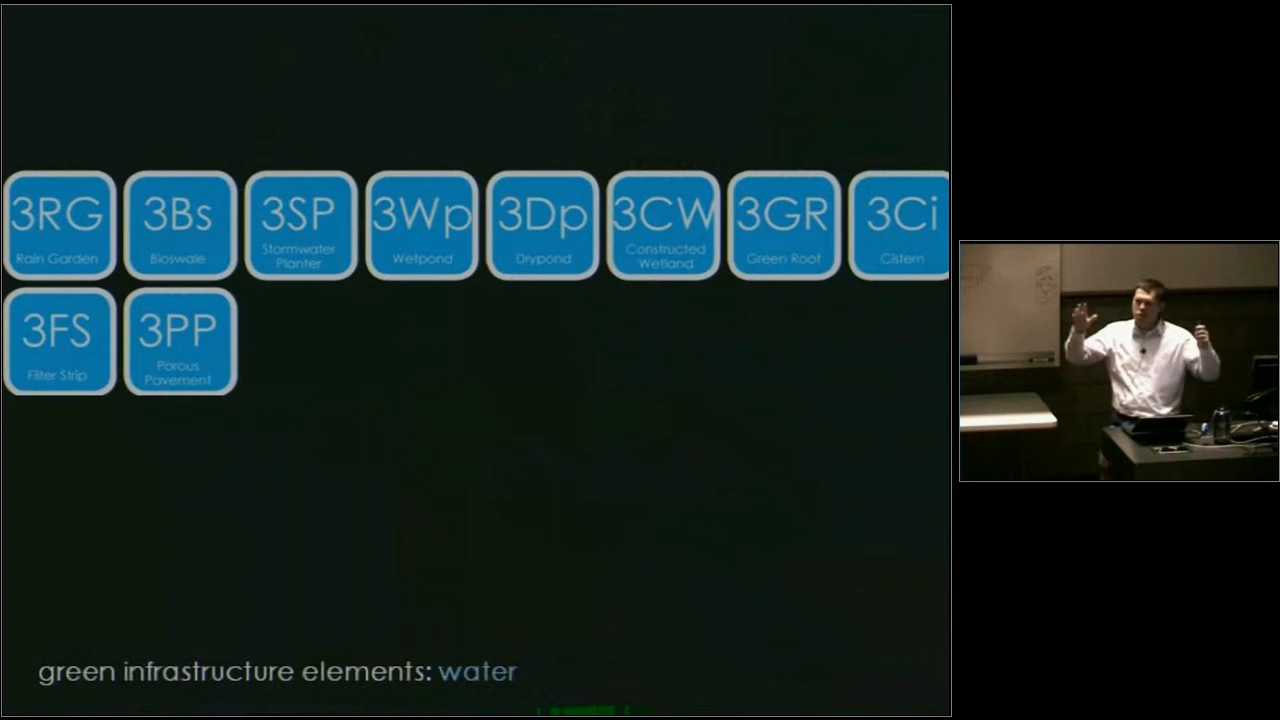 3RG 3Bs 3SP 3Wp 3Dp 3CW 3GR 3Ci
Rain Garden Bioswale Stormwater Planter Wetpond Drypond Constructed Wetland Green Roof Cistern
3FS 3PP
Filter Strip Porous Pavement
green infrastructure elements: water